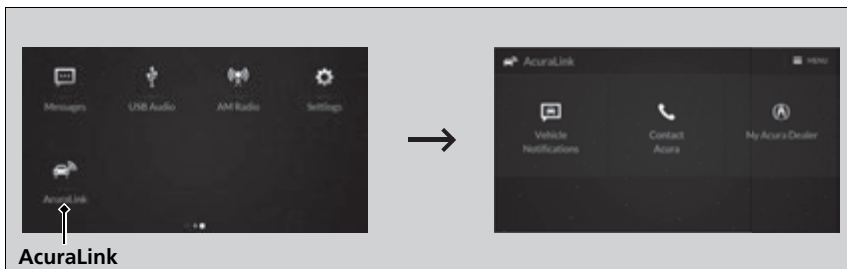 Messages
USB Audio
AM Radio
Settings
AcuraLink
AcuraLink
AcuraLink
MENU
Vehicle
Notifications
Contact
Acura
My Acura Dealer